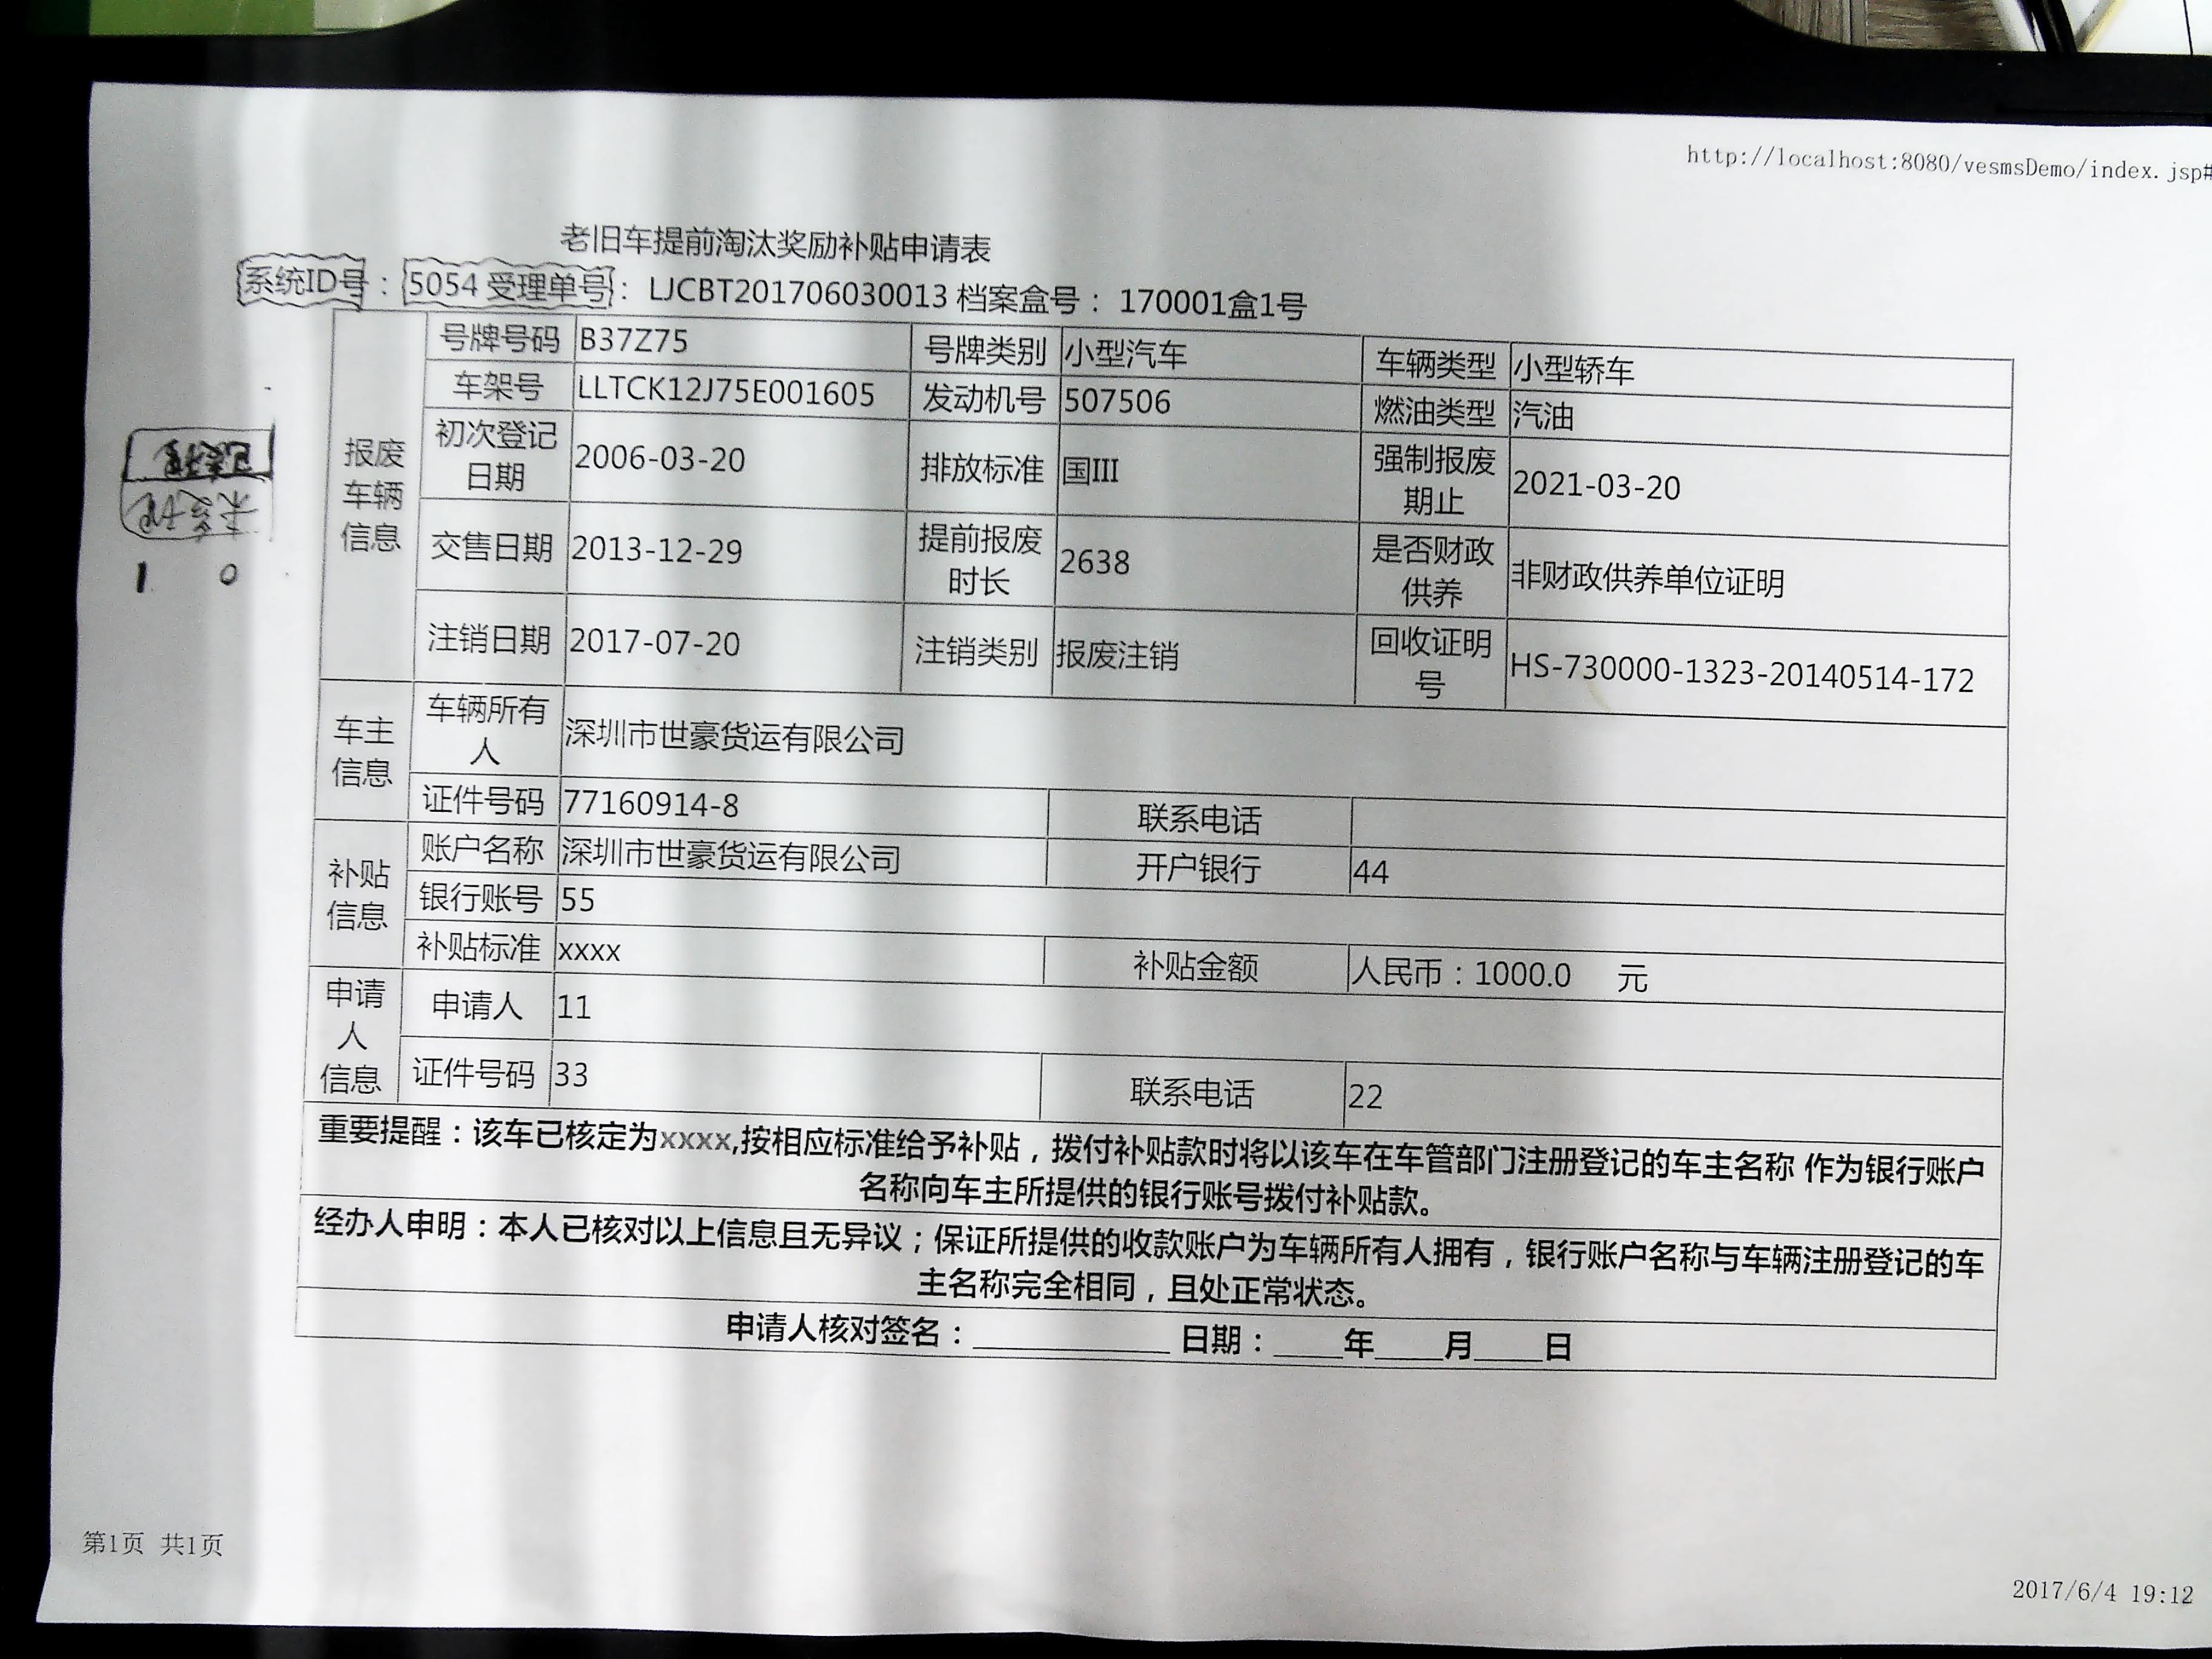 http://localhost:8080/vesmsDemo/index.jsp#
老旧车提前淘汰奖励补贴申请表
系统ID号：5054 受理单号：LJCBT201706030013 档案盒号：170001盒1号
报废车辆信息
号牌号码 B37Z75 号牌类别 小型汽车 车辆类型 小型轿车
车架号 LLTCK12J75E001605 发动机号 507506 燃油类型 汽油
初次登记日期 2006-03-20 排放标准 国III 强制报废期止 2021-03-20
交售日期 2013-12-29 提前报废时长 2638 是否财政供养 非财政供养单位证明
注销日期 2017-07-20 注销类别 报废注销 回收证明号 HS-730000-1323-20140514-172
车主信息
车辆所有人 深圳市世豪货运有限公司
证件号码 77160914-8 联系电话
补贴信息
账户名称 深圳市世豪货运有限公司 开户银行 44
银行账号 55
补贴标准 xxxx 补贴金额 人民币：1000.0 元
申请人信息
申请人 11
证件号码 33 联系电话 22
重要提醒：该车已核定为xxxx,按相应标准给予补贴，拨付补贴款时将以该车在车管部门注册登记的车主名称 作为银行账户
名称向车主所提供的银行账号拨付补贴款。
经办人申明：本人已核对以上信息且无异议；保证所提供的收款账户为车辆所有人拥有，银行账户名称与车辆注册登记的车
主名称完全相同，且处正常状态。
申请人核对签名：____________ 日期：____年____月____日
1 0
第1页 共1页
2017/6/4 19:12